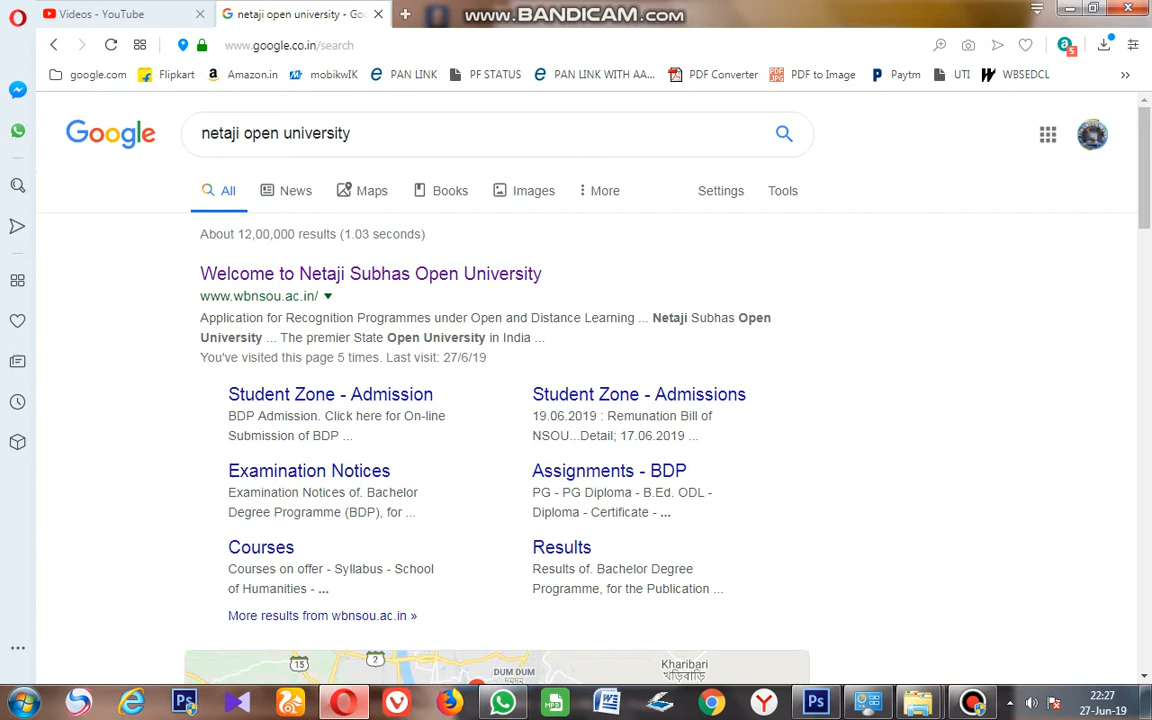 Videos - YouTube
netaji open university - Goo
www.BANDICAM.com
www.google.co.in/search
google.com
Flipkart
Amazon.in
mobikwIK
PAN LINK
PF STATUS
PAN LINK WITH AA...
PDF Converter
PDF to Image
Paytm
UTI
WBSEDCL
Google
netaji open university
All
News
Maps
Books
Images
More
Settings
Tools
About 12,00,000 results (1.03 seconds)
Welcome to Netaji Subhas Open University
www.wbnsou.ac.in/
Application for Recognition Programmes under Open and Distance Learning ... Netaji Subhas Open
University ... The premier State Open University in India ...
You've visited this page 5 times. Last visit: 27/6/19
Student Zone - Admission
BDP Admission. Click here for On-line
Submission of BDP ...
Student Zone - Admissions
19.06.2019 : Remunation Bill of
NSOU...Detail; 17.06.2019 ...
Examination Notices
Examination Notices of. Bachelor
Degree Programme (BDP), for ...
Assignments - BDP
PG - PG Diploma - B.Ed. ODL -
Diploma - Certificate - ...
Courses
Courses on offer - Syllabus - School
of Humanities - ...
Results
Results of. Bachelor Degree
Programme, for the Publication ...
More results from wbnsou.ac.in »
15
2
DUM DUM
Kharibari
খড়িবাড়ি
22:27
27-Jun-19